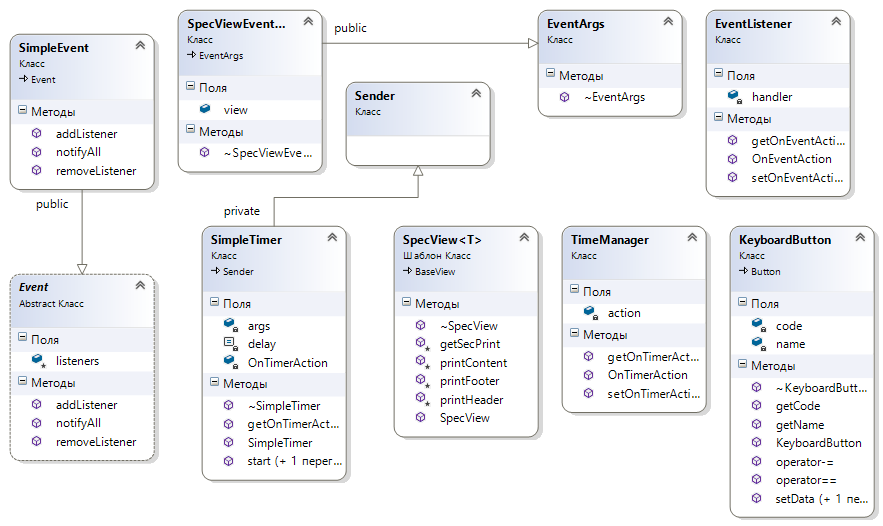 SimpleEvent
Класс
Event
Методы
addListener
notifyAll
removeListener
public
SpecViewEvent...
Класс
EventArgs
Поля
view
Методы
~SpecViewEve...
public
EventArgs
Класс
Методы
~EventArgs
EventListener
Класс
Поля
handler
Методы
getOnEventActi...
OnEventAction
setOnEventActi...
Sender
Класс
private
Event
Abstract Класс
Поля
listeners
Методы
addListener
notifyAll
removeListener
SimpleTimer
Класс
Sender
Поля
args
delay
OnTimerAction
Методы
~SimpleTimer
getOnTimerAct...
SimpleTimer
start (+ 1 перег...
SpecView<T>
Шаблон Класс
BaseView
Методы
~SpecView
getSecPrint
printContent
printFooter
printHeader
SpecView
TimeManager
Класс
Поля
action
Методы
getOnTimerAct...
OnTimerAction
setOnTimerActi...
KeyboardButton
Класс
Button
Поля
code
name
Методы
~KeyboardButt...
getCode
getName
KeyboardButton
operator-=
operator==
setData (+ 1 пе...